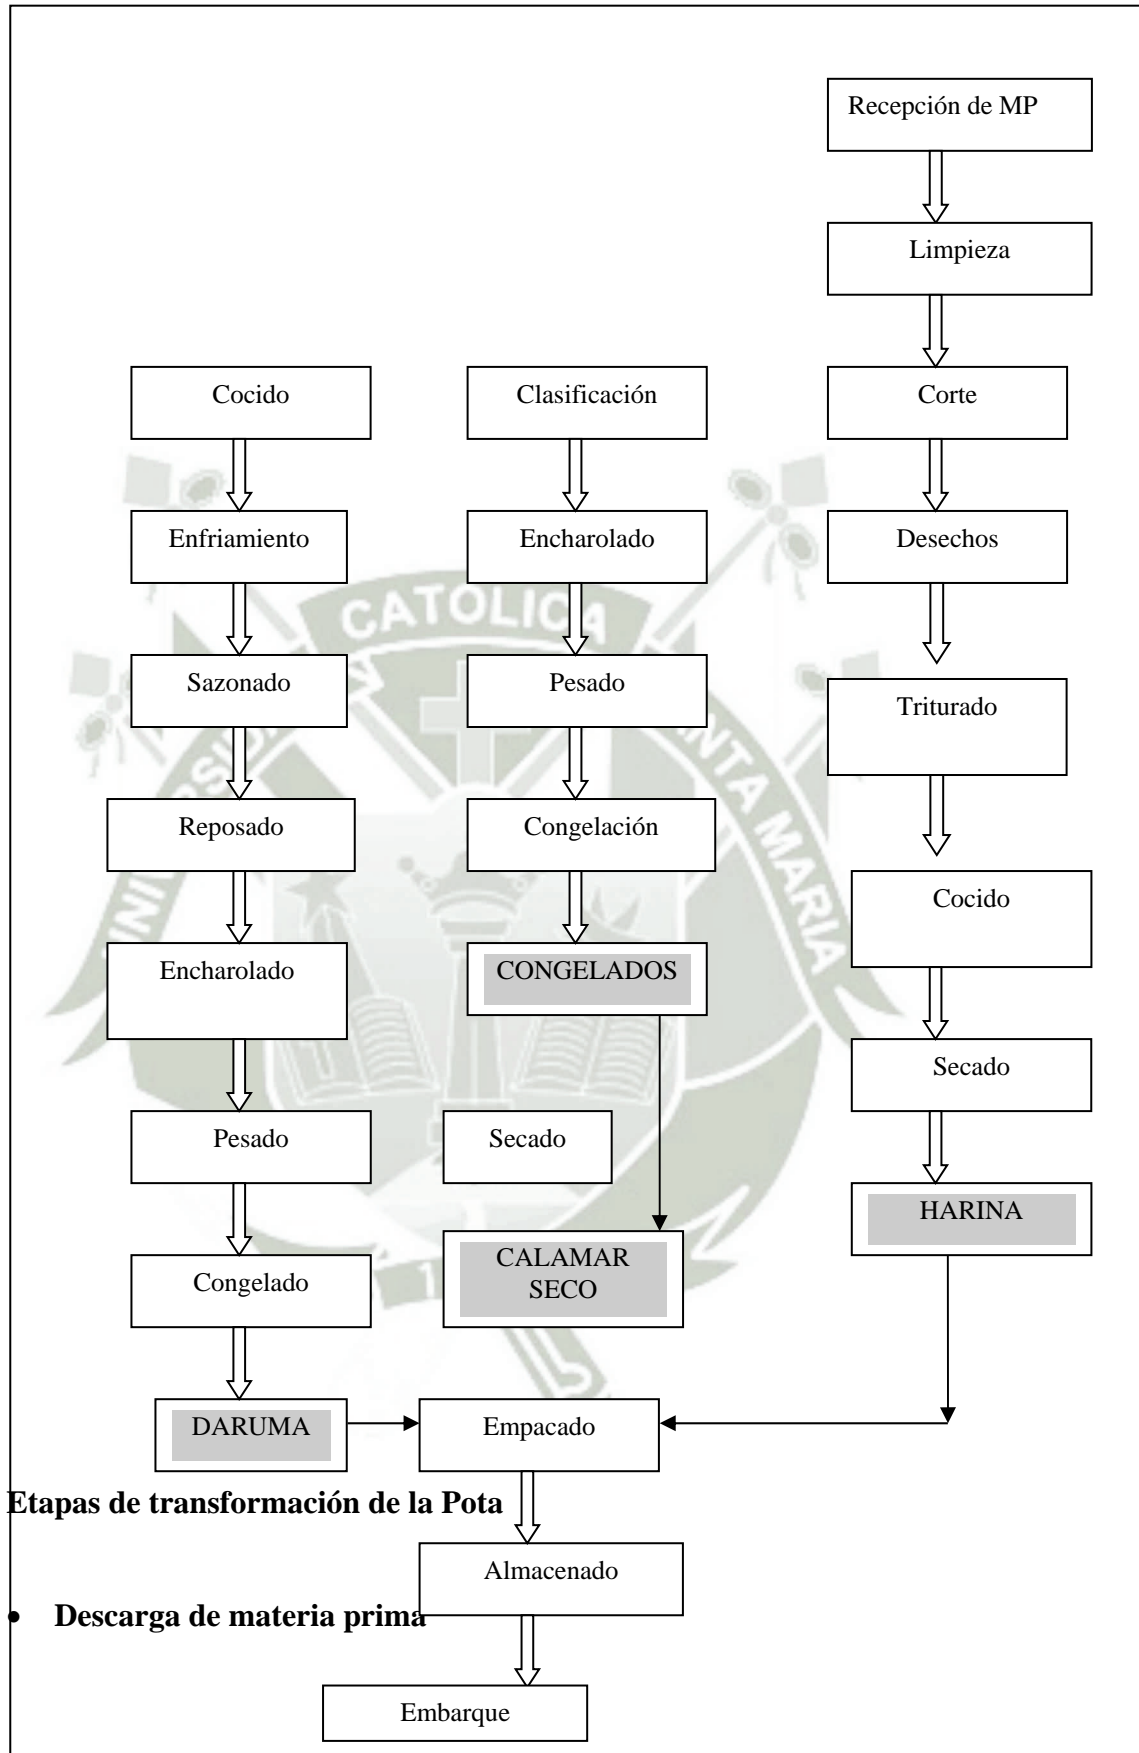 Recepción de MP
Limpieza
Cocido
Clasificación
Corte
Enfriamiento
Encharolado
Desechos
Sazonado
Pesado
Triturado
Reposado
Congelación
Cocido
Encharolado
CONGELADOS
Secado
Pesado
Secado
HARINA
CALAMAR
SECO
Congelado
DARUMA
Empacado
Etapas de transformación de la Pota
Almacenado
• Descarga de materia prima
Embarque
CATOLICA